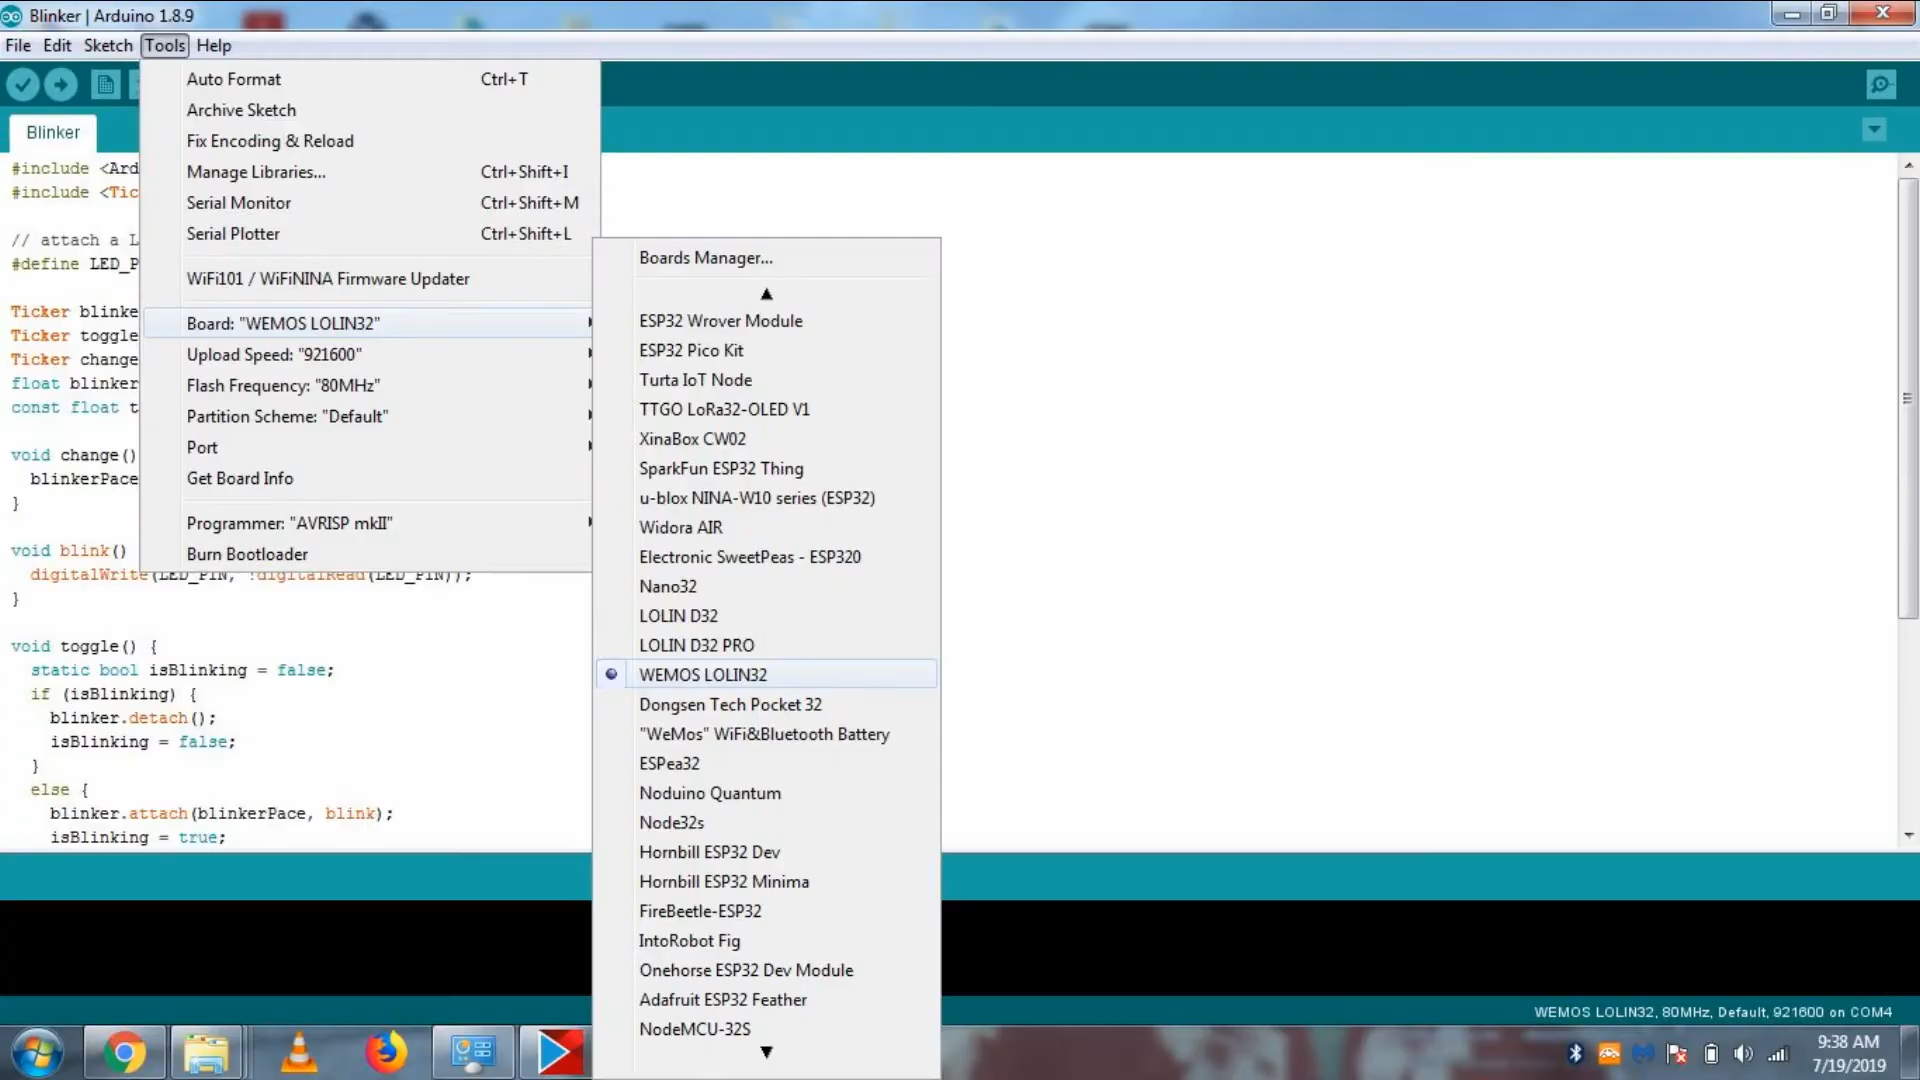 Blinker | Arduino 1.8.9
File Edit Sketch Tools Help
Auto Format Ctrl+T
Archive Sketch
Fix Encoding & Reload
Manage Libraries... Ctrl+Shift+I
Serial Monitor Ctrl+Shift+M
Serial Plotter Ctrl+Shift+L
WiFi101 / WiFiNINA Firmware Updater
Board: "WEMOS LOLIN32"
Upload Speed: "921600"
Flash Frequency: "80MHz"
Partition Scheme: "Default"
Port
Get Board Info
Programmer: "AVRISP mkII"
Burn Bootloader
Boards Manager...
ESP32 Wrover Module
ESP32 Pico Kit
Turta IoT Node
TTGO LoRa32-OLED V1
XinaBox CW02
SparkFun ESP32 Thing
u-blox NINA-W10 series (ESP32)
Widora AIR
Electronic SweetPeas - ESP320
Nano32
LOLIN D32
LOLIN D32 PRO
WEMOS LOLIN32
Dongsen Tech Pocket 32
"WeMos" WiFi&Bluetooth Battery
ESPea32
Noduino Quantum
Node32s
Hornbill ESP32 Dev
Hornbill ESP32 Minima
FireBeetle-ESP32
IntoRobot Fig
Onehorse ESP32 Dev Module
Adafruit ESP32 Feather
NodeMCU-32S
Blinker
#include <Ard
#include <Tic
// attach a L
#define LED_P
Ticker blinke
Ticker toggle
Ticker change
float blinker
const float t
void change()
blinkerPace
}
void blink()
digitalWrite(LED_PIN, !digitalRead(LED_PIN));
}
void toggle() {
static bool isBlinking = false;
if (isBlinking) {
blinker.detach();
isBlinking = false;
}
else {
blinker.attach(blinkerPace, blink);
isBlinking = true;
WEMOS LOLIN32, 80MHz, Default, 921600 on COM4
9:38 AM
7/19/2019